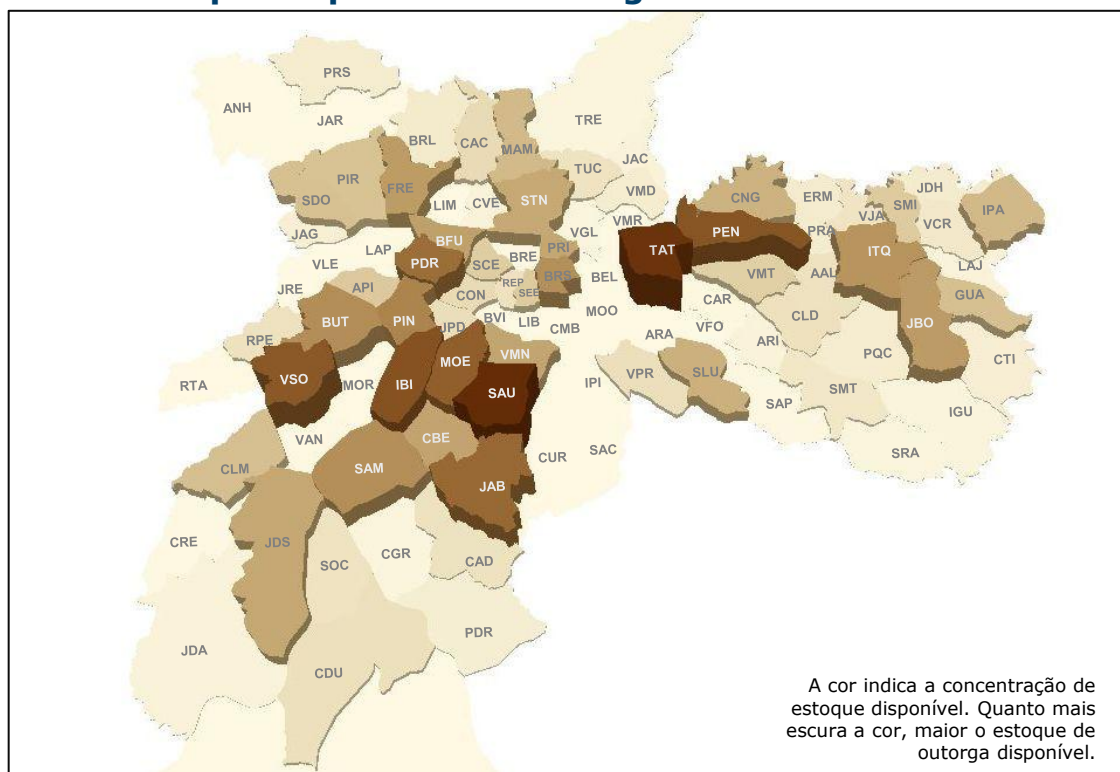 PRS
ANH
JAR
TRE
BRL
CAC
MAM
JAC
TUC
PIR
FRE
SDO
LIM
CVE
STN
VMD
CNG
ERM
JDH
VJA
SMI
VCR
IPA
JAG
LAP
BFU
VGL
VMR
TAT
PEN
PRA
ITQ
VLE
PDR
SCE
BRE
PRI
BRS
BEL
VMT
AAL
LAJ
JRE
API
CON
REP
SEE
MOO
CAR
CLD
GUA
RPE
BUT
PIN
JPD
BVI
LIB
CMB
ARA
VFO
ARI
JBO
PQC
CTI
RTA
VSO
MOR
IBI
MOE
VMN
SAU
IPI
VPR
SLU
SAP
SMT
IGU
VAN
CBE
CUR
SAC
SRA
CLM
SAM
JAB
CRE
JDS
SOC
CGR
CAD
JDA
CDU
PDR
A cor indica a concentração de
estoque disponível. Quanto mais
escura a cor, maior o estoque de
outorga disponível.